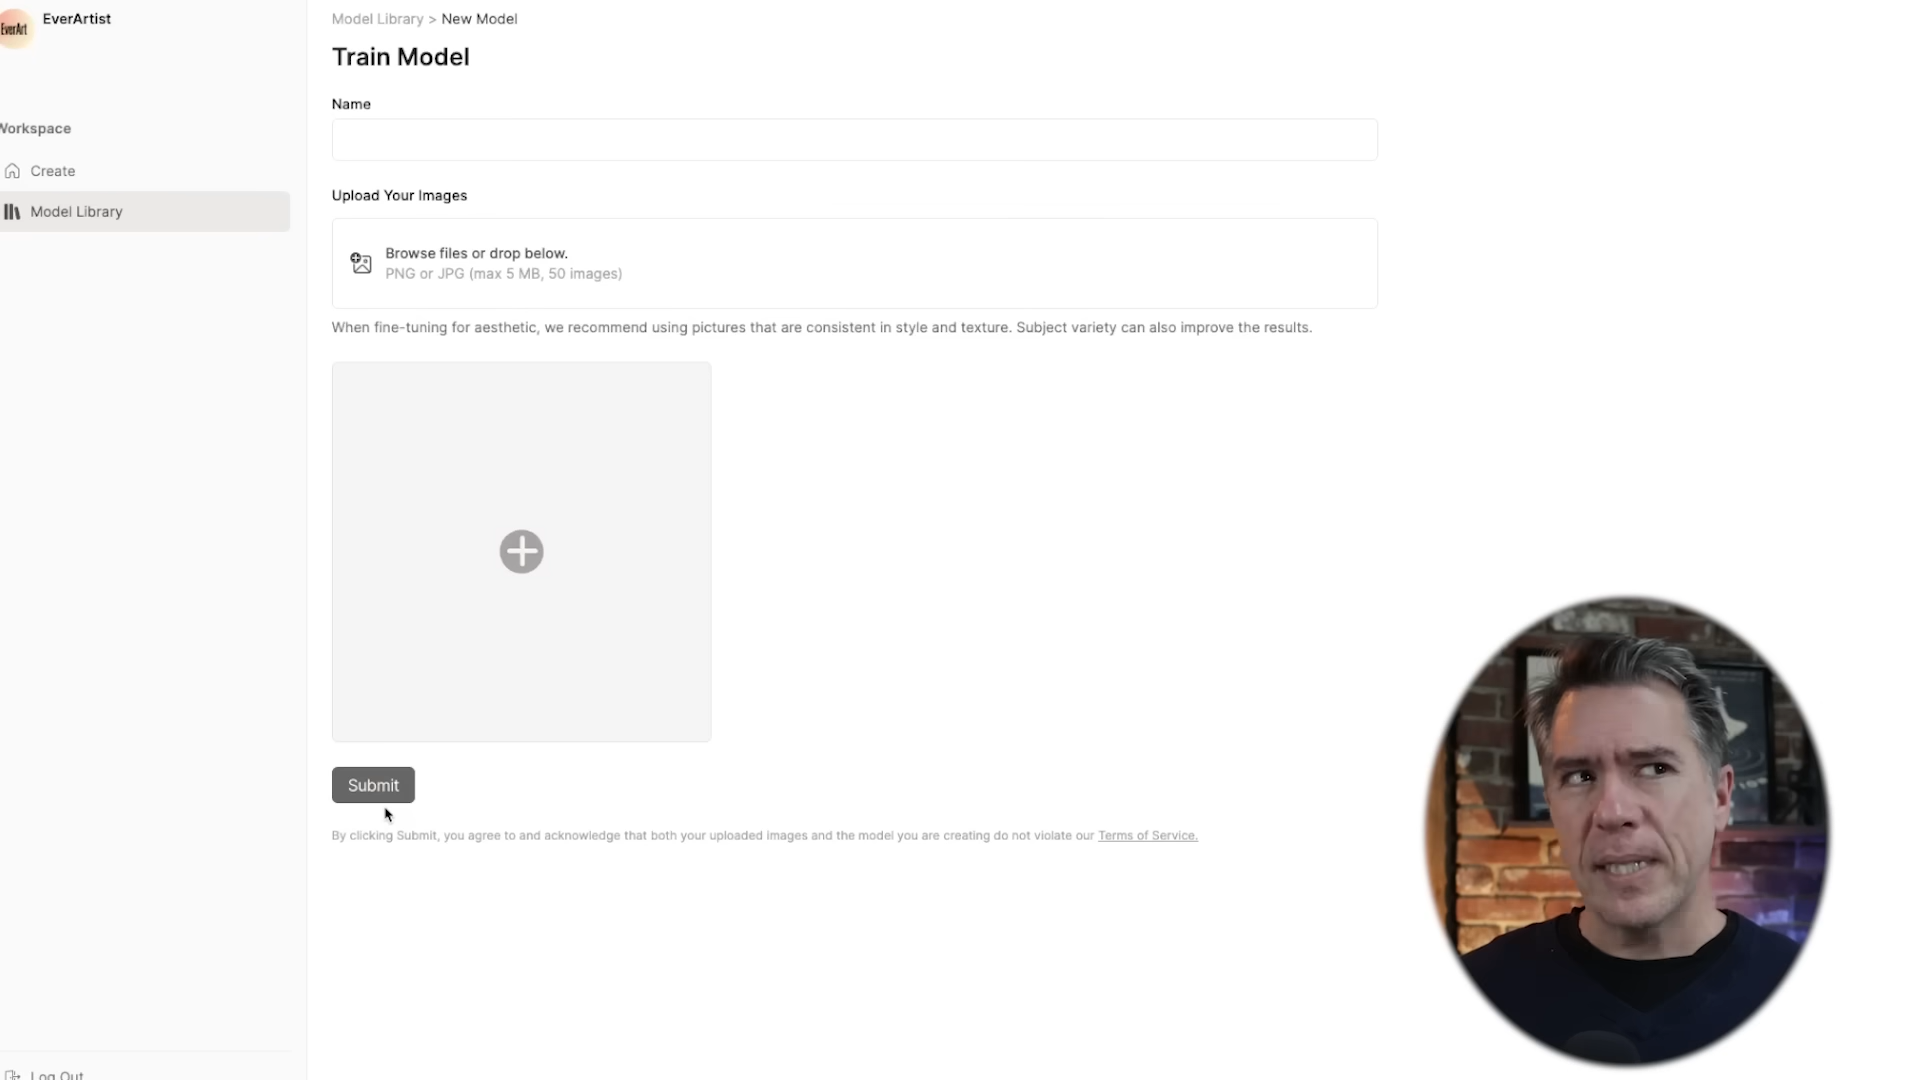 EverArt
EverArtist
Workspace
Create
Model Library
Log Out
Model Library > New Model
Train Model
Name
Upload Your Images
Browse files or drop below.
PNG or JPG (max 5 MB, 50 images)
When fine-tuning for aesthetic, we recommend using pictures that are consistent in style and texture. Subject variety can also improve the results.
Submit
By clicking Submit, you agree to and acknowledge that both your uploaded images and the model you are creating do not violate our Terms of Service.